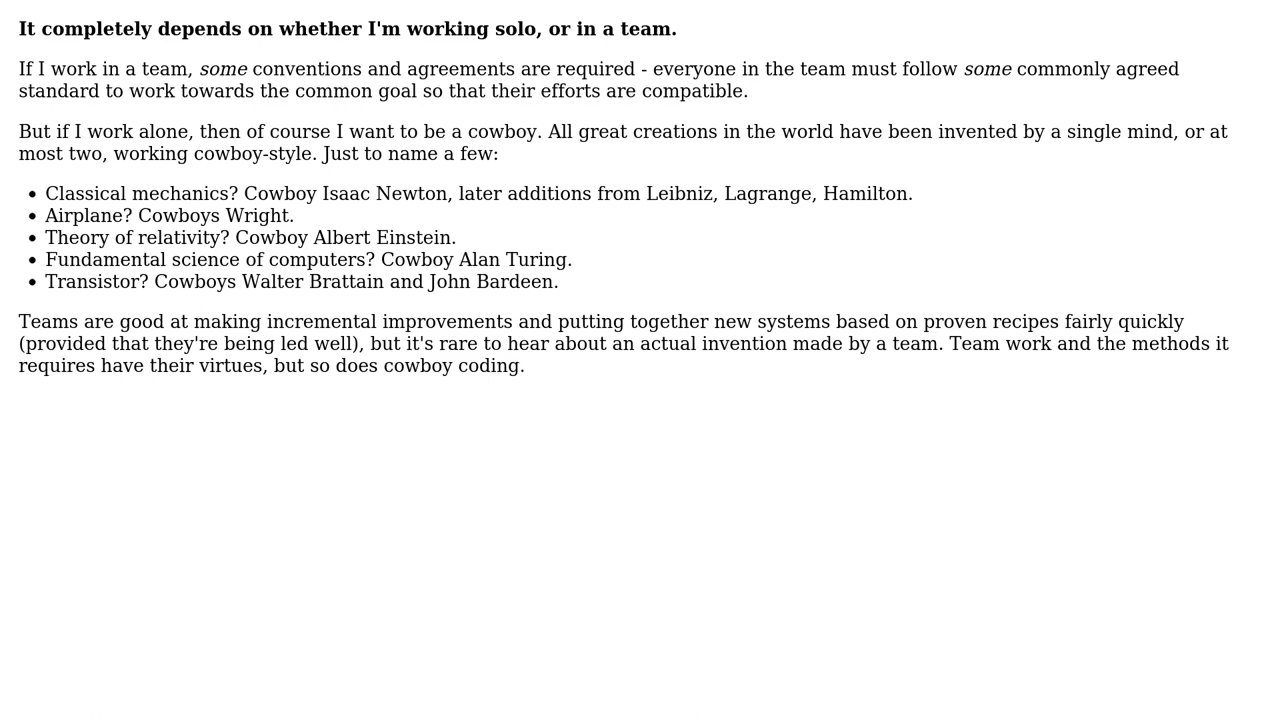 It completely depends on whether I'm working solo, or in a team.
If I work in a team, some conventions and agreements are required - everyone in the team must follow some commonly agreed
standard to work towards the common goal so that their efforts are compatible.
But if I work alone, then of course I want to be a cowboy. All great creations in the world have been invented by a single mind, or at
most two, working cowboy-style. Just to name a few:
• Classical mechanics? Cowboy Isaac Newton, later additions from Leibniz, Lagrange, Hamilton.
• Airplane? Cowboys Wright.
• Theory of relativity? Cowboy Albert Einstein.
• Fundamental science of computers? Cowboy Alan Turing.
• Transistor? Cowboys Walter Brattain and John Bardeen.
Teams are good at making incremental improvements and putting together new systems based on proven recipes fairly quickly
(provided that they're being led well), but it's rare to hear about an actual invention made by a team. Team work and the methods it
requires have their virtues, but so does cowboy coding.